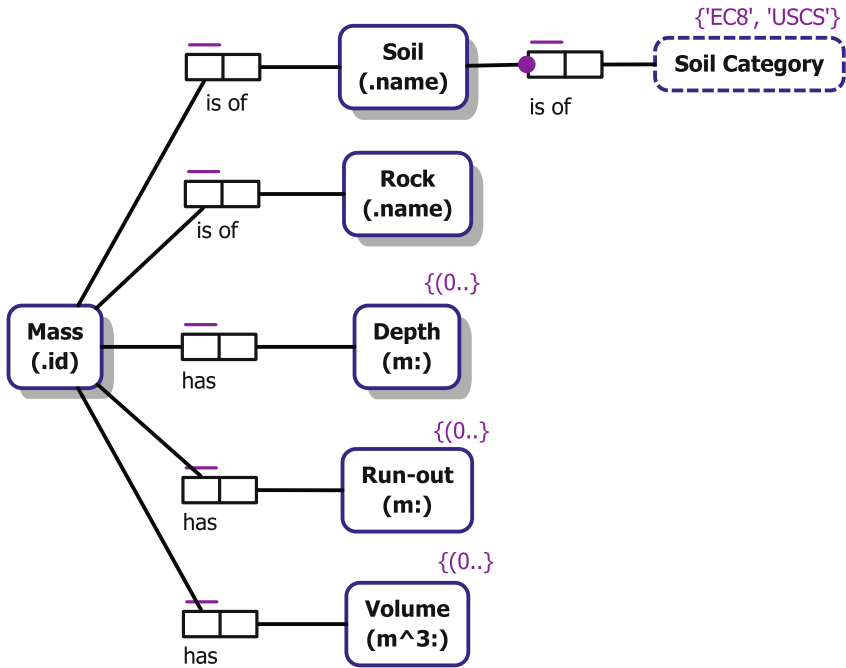 {'EC8', 'USCS'}
Soil
(.name)
Soil Category
is of
is of
Rock
(.name)
is of
{(0..}
Mass
(.id)
Depth
(m:)
has
{(0..}
Run-out
(m:)
has
{(0..}
Volume
(m^3:)
has